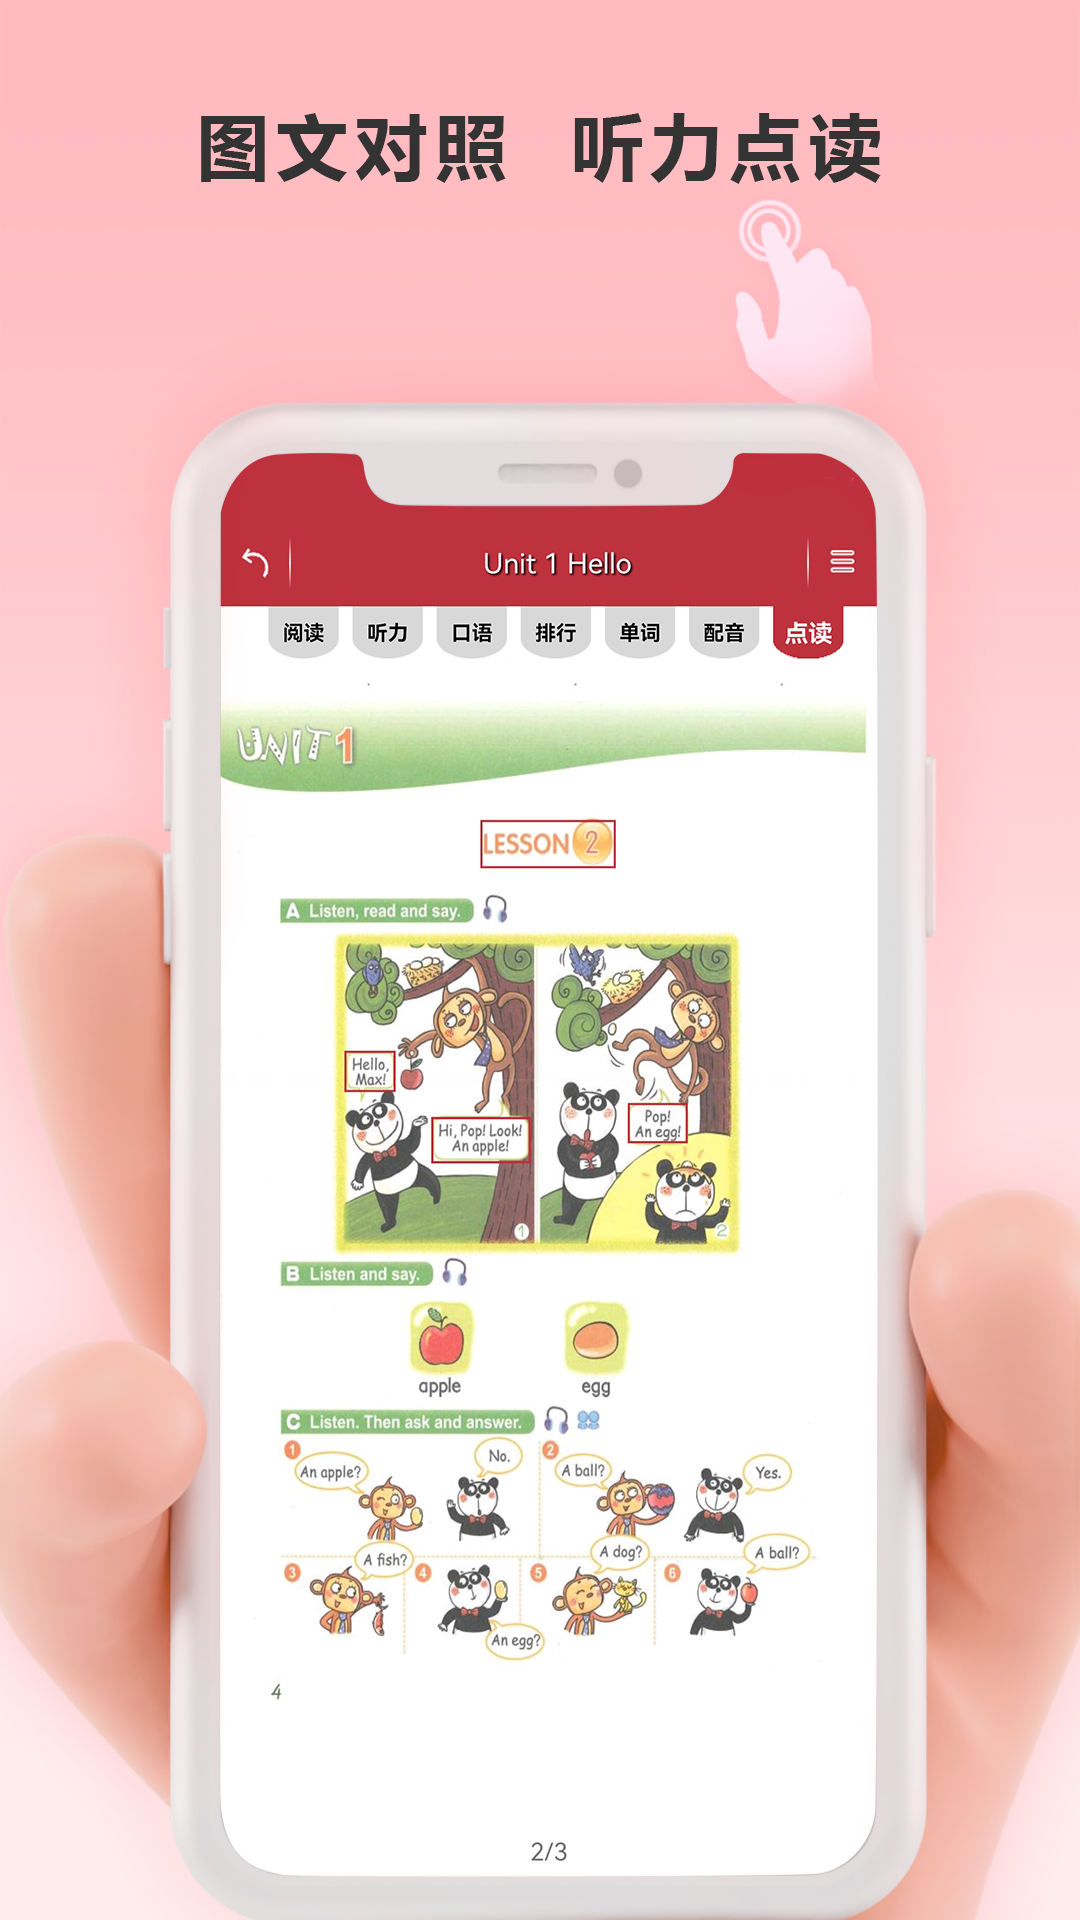 图文对照 听力点读
Unit 1 Hello
阅读 听力 口语 排行 单词 配音 点读
UNIT 1
LESSON 2
A Listen, read and say.
Hello,
Max!
Hi, Pop! Look!
An apple!
1
Pop!
An egg!
2
B Listen and say.
apple egg
C Listen. Then ask and answer.
1 An apple? No.
2 A ball? Yes.
3 A fish?
4 An egg?
5 A dog?
6 A ball?
4
2/3